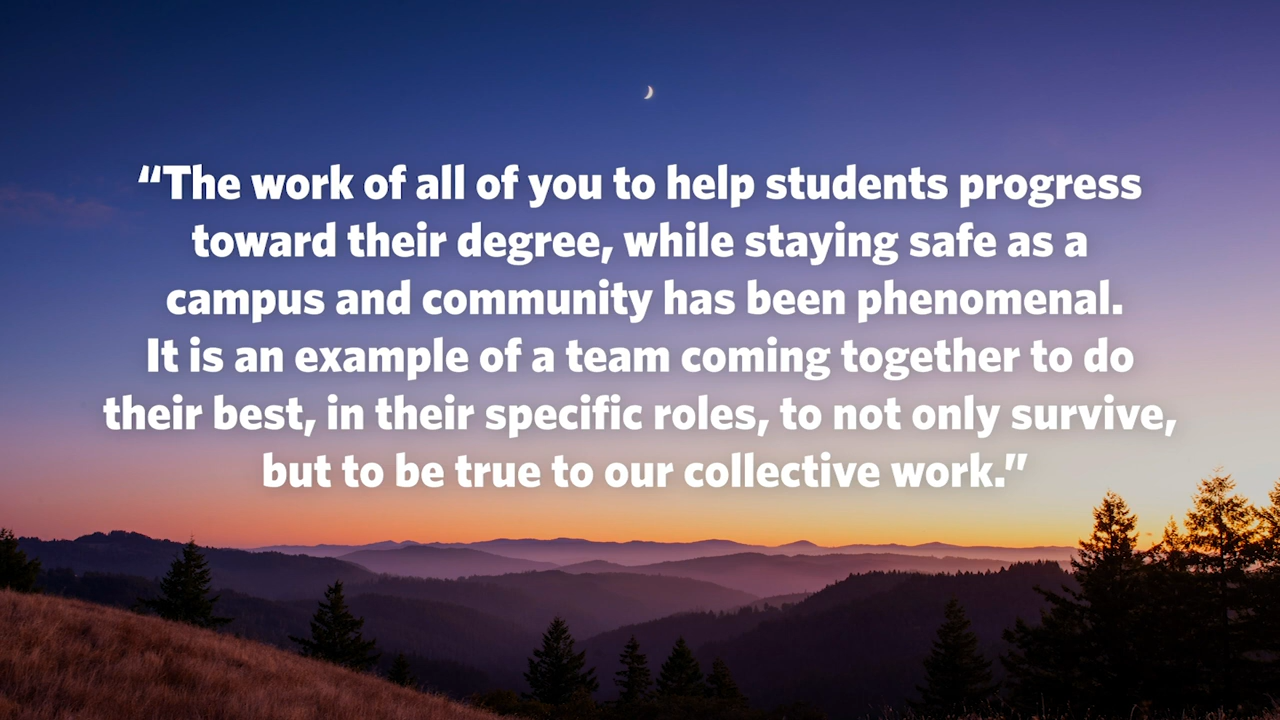 “The work of all of you to help students progress
toward their degree, while staying safe as a
campus and community has been phenomenal.
It is an example of a team coming together to do
their best, in their specific roles, to not only survive,
but to be true to our collective work.”